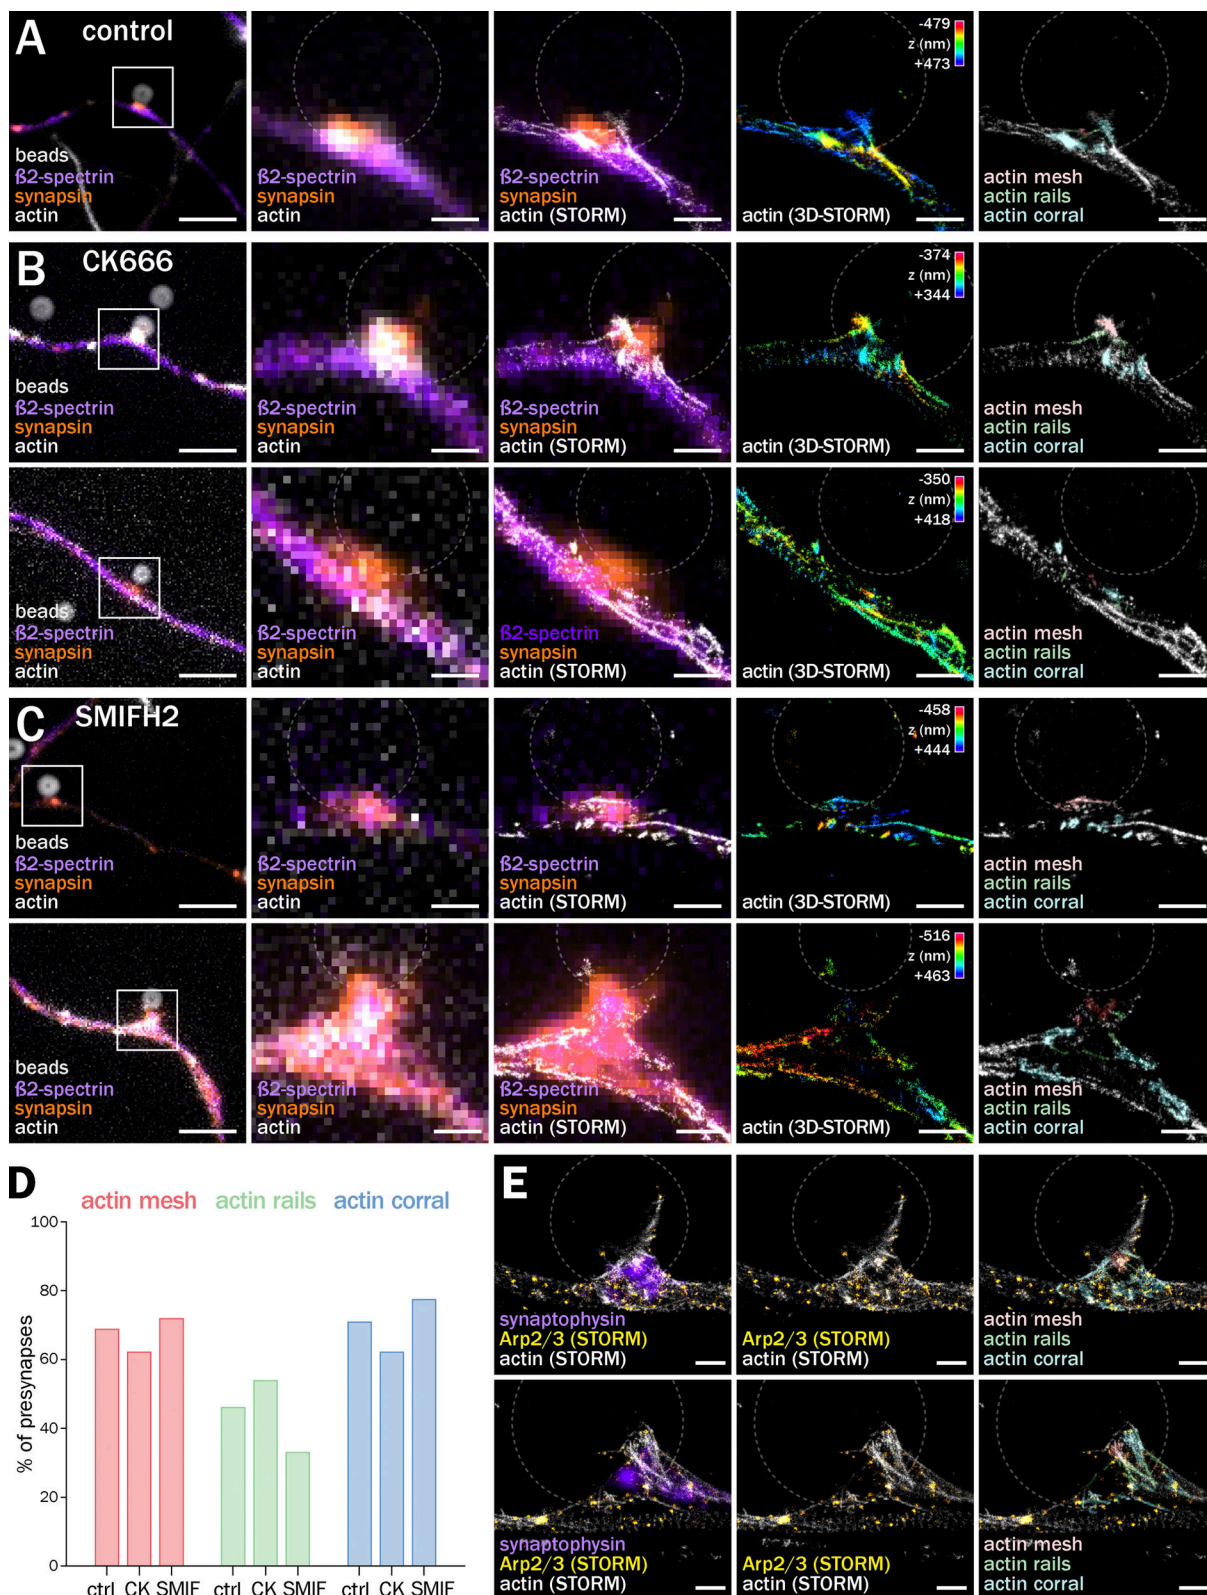 A control
beads
ß2-spectrin
synapsin
actin
ß2-spectrin
synapsin
actin
ß2-spectrin
synapsin
actin (STORM)
-479
z (nm)
+473
actin (3D-STORM)
actin mesh
actin rails
actin corral
B CK666
beads
ß2-spectrin
synapsin
actin
ß2-spectrin
synapsin
actin
ß2-spectrin
synapsin
actin (STORM)
-374
z (nm)
+344
actin (3D-STORM)
actin mesh
actin rails
actin corral
beads
ß2-spectrin
synapsin
actin
ß2-spectrin
synapsin
actin
ß2-spectrin
synapsin
actin (STORM)
-350
z (nm)
+418
actin (3D-STORM)
actin mesh
actin rails
actin corral
C SMIFH2
beads
ß2-spectrin
synapsin
actin
ß2-spectrin
synapsin
actin
ß2-spectrin
synapsin
actin (STORM)
-458
z (nm)
+444
actin (3D-STORM)
actin mesh
actin rails
actin corral
beads
ß2-spectrin
synapsin
actin
ß2-spectrin
synapsin
actin
ß2-spectrin
synapsin
actin (STORM)
-516
z (nm)
+463
actin (3D-STORM)
actin mesh
actin rails
actin corral
D
actin mesh actin rails actin corral
% of presynapses
100
80
60
40
20
0
ctrl CK SMIF ctrl CK SMIF ctrl CK SMIF
E
synaptophysin
Arp2/3 (STORM)
actin (STORM)
Arp2/3 (STORM)
actin (STORM)
actin mesh
actin rails
actin corral
synaptophysin
Arp2/3 (STORM)
actin (STORM)
Arp2/3 (STORM)
actin (STORM)
actin mesh
actin rails
actin corral